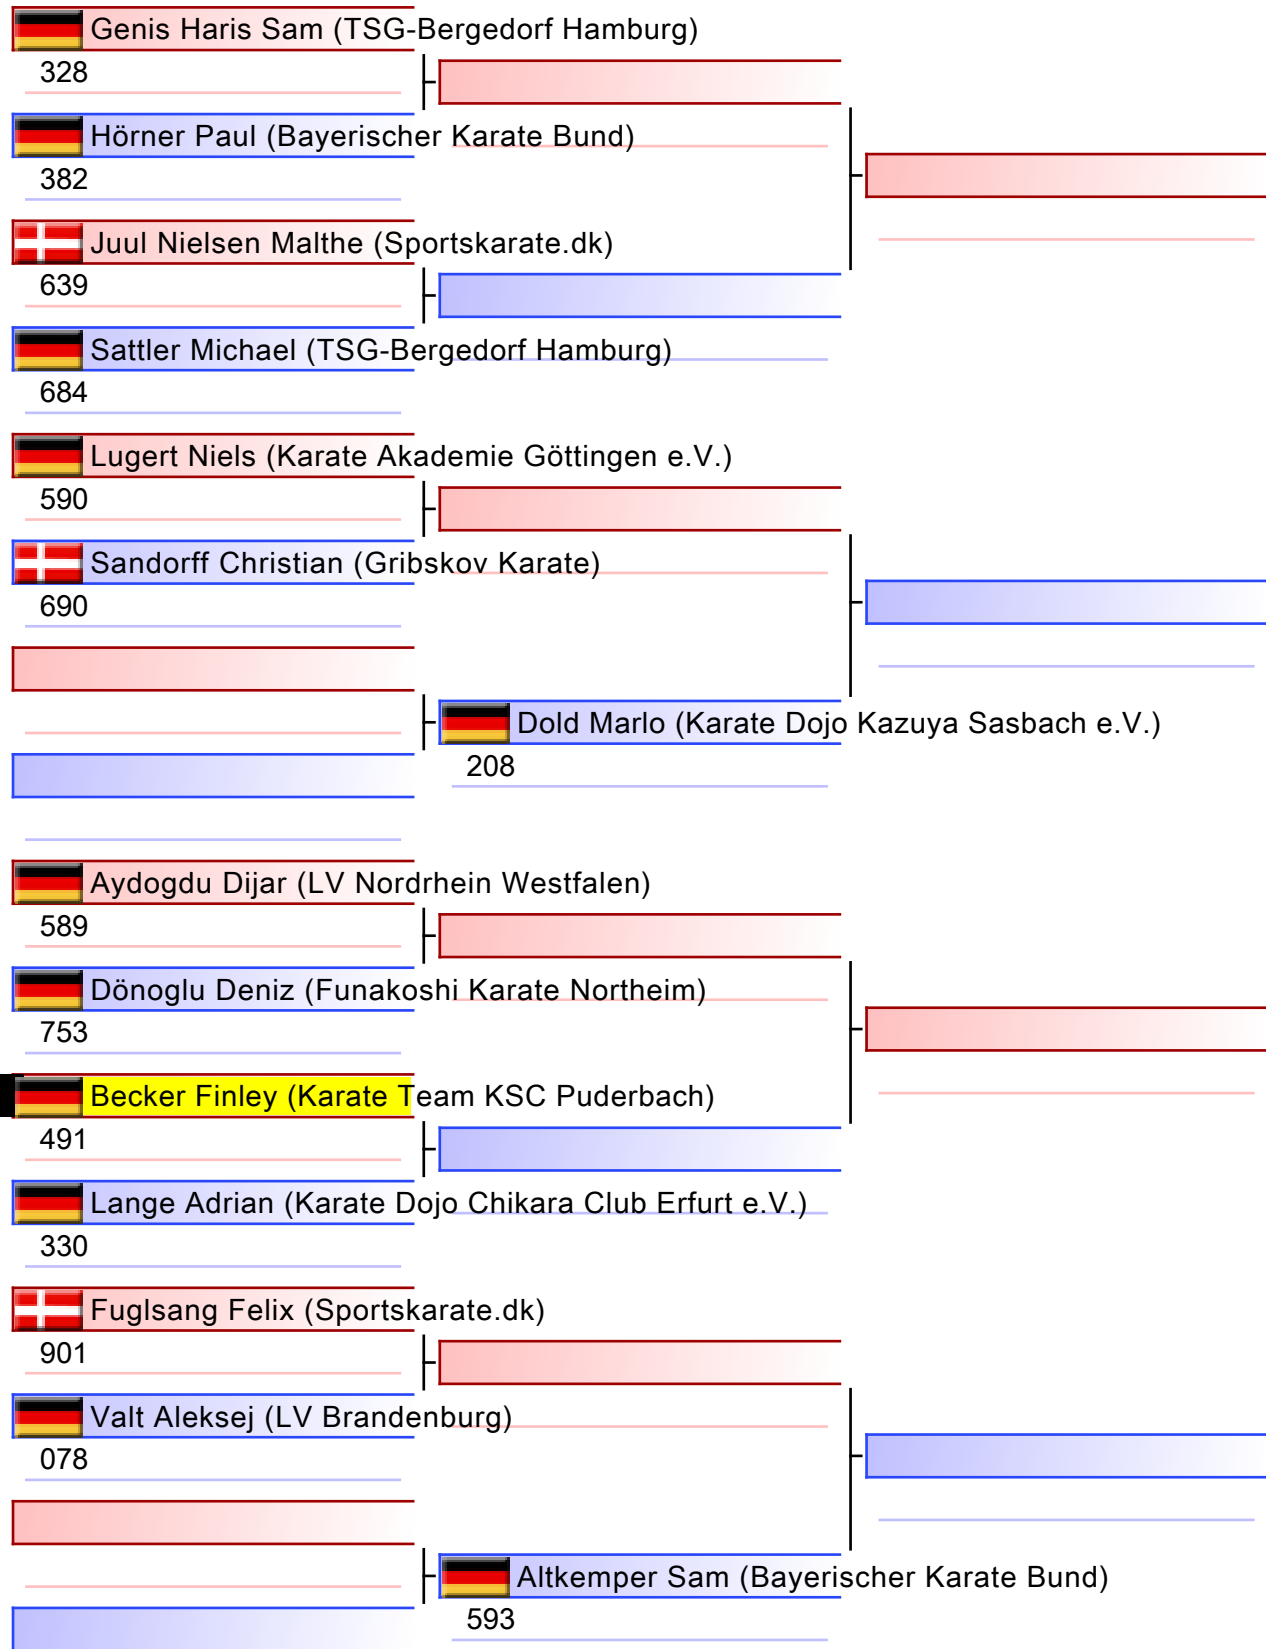 Genis Haris Sam (TSG-Bergedorf Hamburg)
328
Hörner Paul (Bayerischer Karate Bund)
382
Juul Nielsen Malthe (Sportskarate.dk)
639
Sattler Michael (TSG-Bergedorf Hamburg)
684
Lugert Niels (Karate Akademie Göttingen e.V.)
590
Sandorff Christian (Gribskov Karate)
690
Dold Marlo (Karate Dojo Kazuya Sasbach e.V.)
208
Aydogdu Dijar (LV Nordrhein Westfalen)
589
Dönoglu Deniz (Funakoshi Karate Northeim)
753
Becker Finley (Karate Team KSC Puderbach)
491
Lange Adrian (Karate Dojo Chikara Club Erfurt e.V.)
330
Fuglsang Felix (Sportskarate.dk)
901
Valt Aleksej (LV Brandenburg)
078
Altkemper Sam (Bayerischer Karate Bund)
593